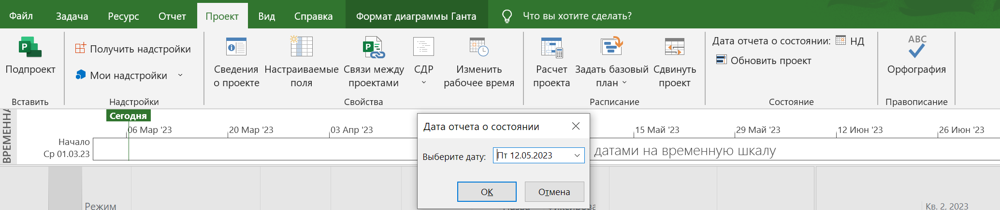 Файл Задача Ресурс Отчет Проект Вид Справка Формат диаграммы Ганта Что вы хотите сделать?
Подпроект
Вставить
Получить надстройки
Мои надстройки
Надстройки
Сведения
о проекте
Настраиваемые
поля
Связи между
проектами
СДР
Изменить
рабочее время
Свойства
Расчет
проекта
Задать базовый
план
Сдвинуть
проект
Расписание
Дата отчета о состоянии: НД
Обновить проект
Состояние
ABC
Орфография
Правописание
Сегодня
06 Мар '23 20 Мар '23 03 Апр '23 15 Май '23 29 Май '23 12 Июн '23 26 Июн '23
Начало
Ср 01.03.23
датами на временную шкалу
Дата отчета о состоянии
Выберите дату: Пт 12.05.2023
ОК Отмена
Режим
Кв. 2, 2023